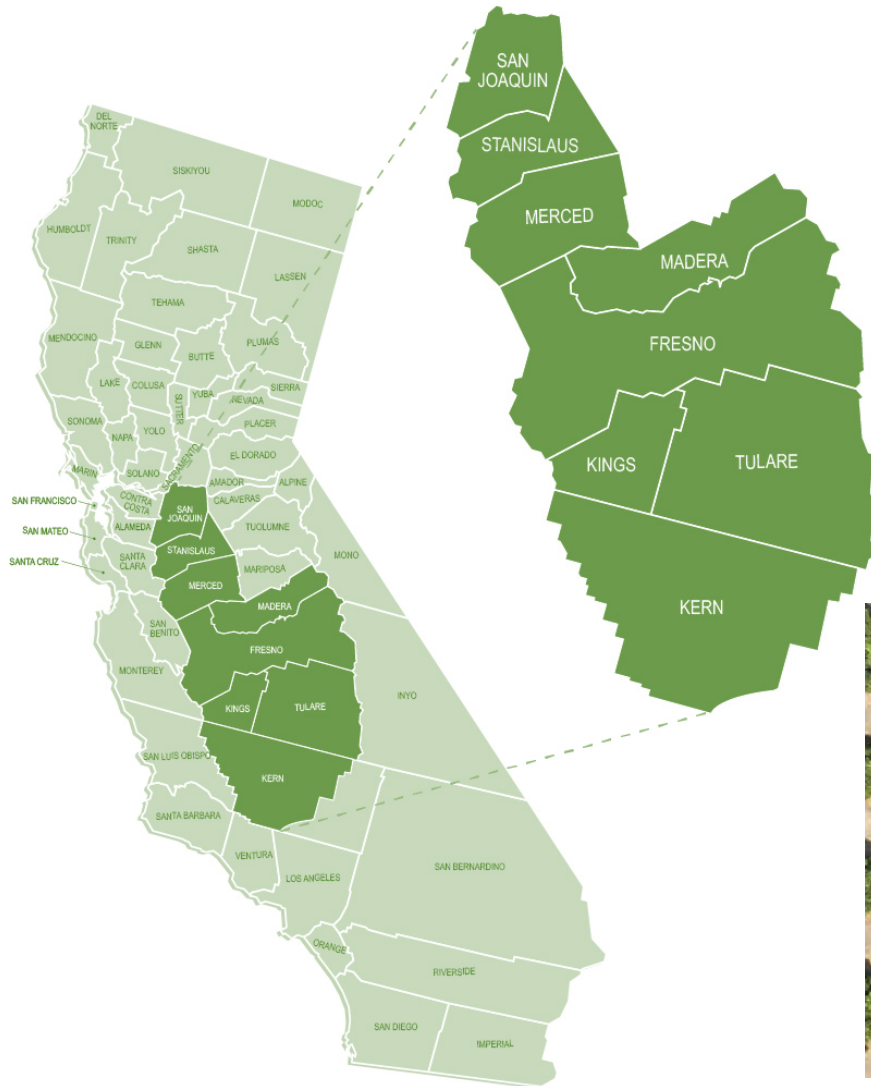 DEL
NORTE
SISKIYOU
MODOC
HUMBOLDT
TRINITY
SHASTA
LASSEN
TEHAMA
MENDOCINO
GLENN
BUTTE
PLUMAS
LAKE
COLUSA
SUTTER
YUBA
SIERRA
NEVADA
SONOMA
NAPA
YOLO
PLACER
SACRAMENTO
EL DORADO
MARIN
SOLANO
AMADOR
ALPINE
SAN FRANCISCO
CONTRA
COSTA
CALAVERAS
SAN
JOAQUIN
SAN MATEO
ALAMEDA
TUOLUMNE
STANISLAUS
MONO
SANTA CRUZ
SANTA
CLARA
MERCED
MARIPOSA
MADERA
SAN
BENITO
FRESNO
MONTEREY
INYO
KINGS
TULARE
SAN LUIS OBISPO
KERN
SANTA BARBARA
VENTURA
LOS ANGELES
SAN BERNARDINO
ORANGE
RIVERSIDE
SAN DIEGO
IMPERIAL
SAN
JOAQUIN
STANISLAUS
MERCED
MADERA
FRESNO
KINGS
TULARE
KERN